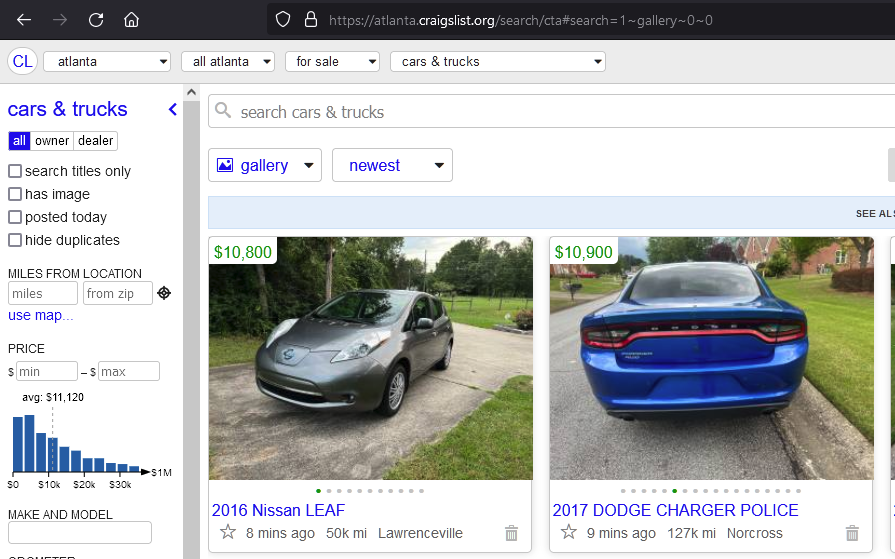 https://atlanta.craigslist.org/search/cta#search=1~gallery~0~0
CL atlanta all atlanta for sale cars & trucks
cars & trucks
all owner dealer
search titles only
has image
posted today
hide duplicates
MILES FROM LOCATION
miles from zip
use map...
PRICE
$ min – $ max
avg: $11,120
$1M
$0 $10k $20k $30k
MAKE AND MODEL
search cars & trucks
gallery newest
SEE
$10,800
2016 Nissan LEAF
8 mins ago 50k mi Lawrenceville
$10,900
DODGE
2017 DODGE CHARGER POLICE
9 mins ago 127k mi Norcross